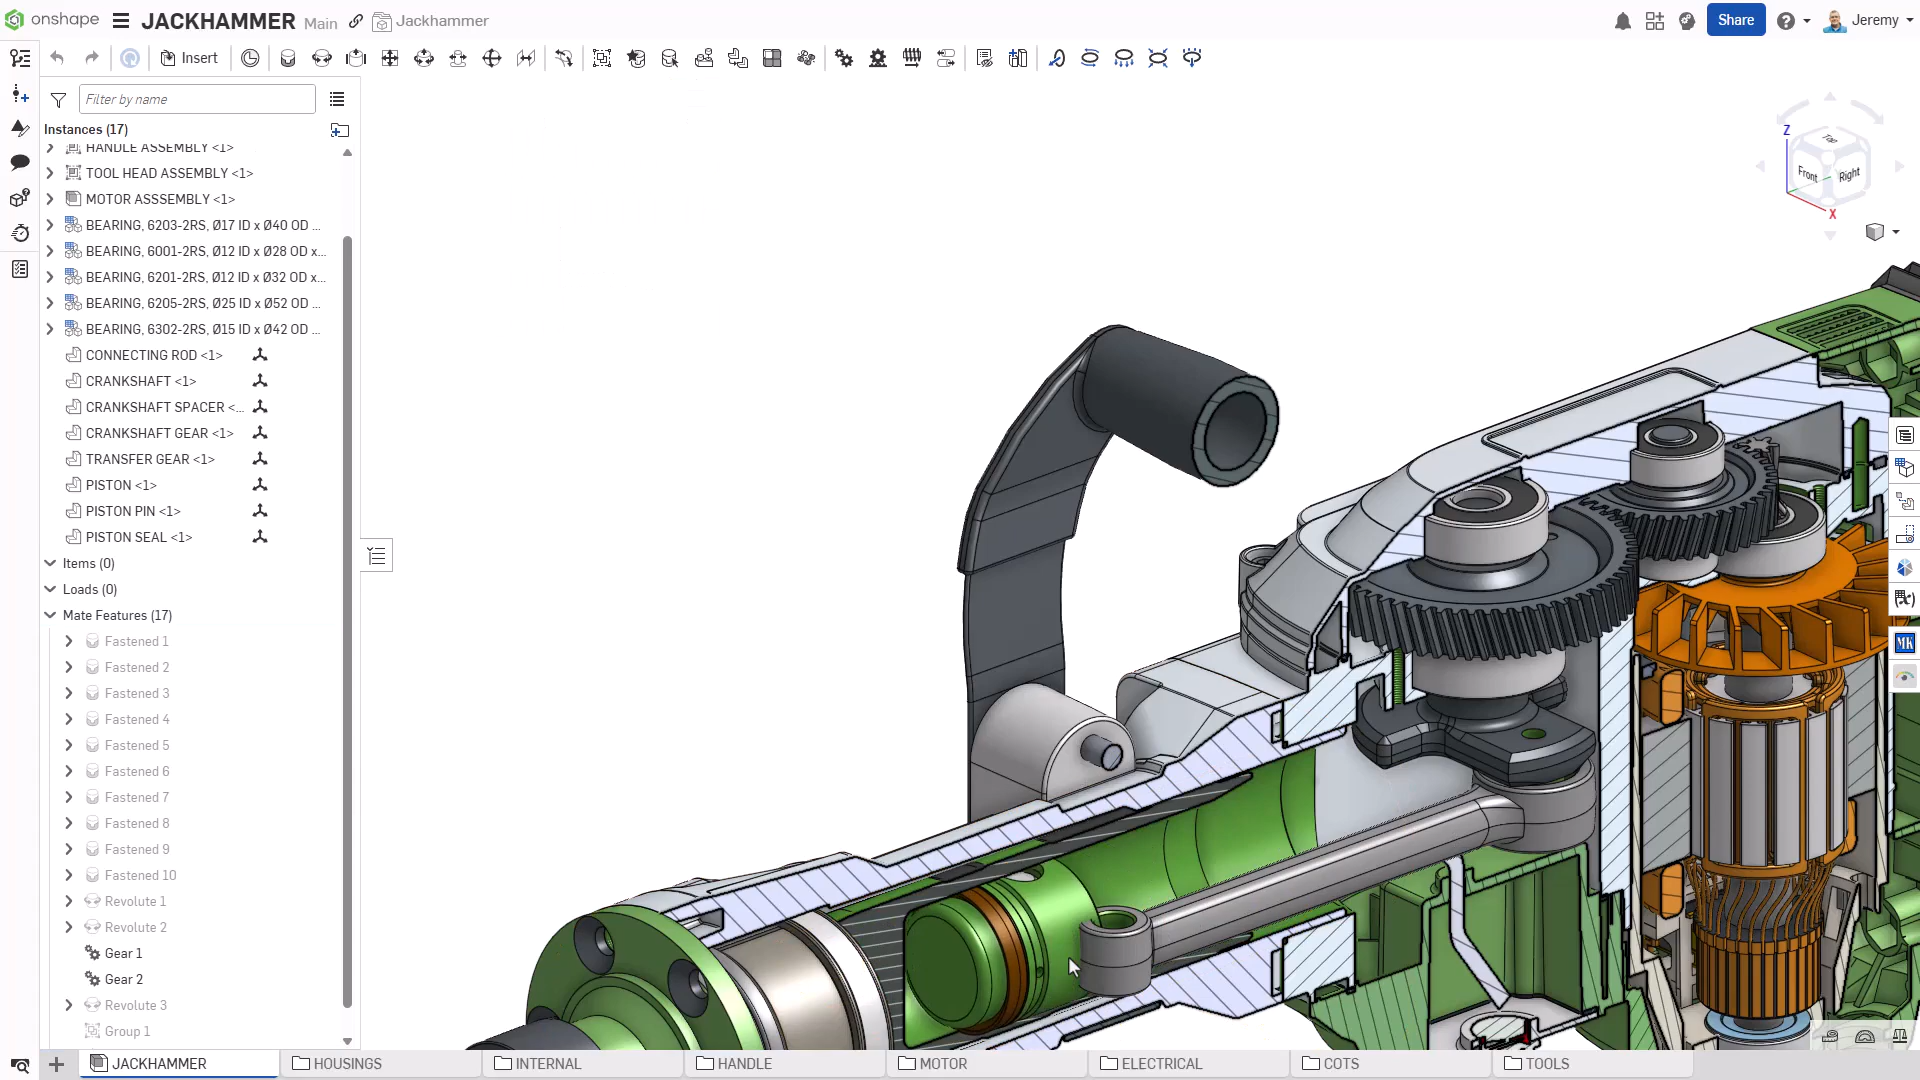 onshape JACKHAMMER Main Jackhammer Share Jeremy
Insert
Filter by name
Instances (17)
HANDLE ASSEMBLY <1>
TOOL HEAD ASSEMBLY <1>
MOTOR ASSSEMBLY <1>
BEARING, 6203-2RS, Ø17 ID x Ø40 OD ...
BEARING, 6001-2RS, Ø12 ID x Ø28 OD x...
BEARING, 6201-2RS, Ø12 ID x Ø32 OD x...
BEARING, 6205-2RS, Ø25 ID x Ø52 OD ...
BEARING, 6302-2RS, Ø15 ID x Ø42 OD ...
CONNECTING ROD <1>
CRANKSHAFT <1>
CRANKSHAFT SPACER <...
CRANKSHAFT GEAR <1>
TRANSFER GEAR <1>
PISTON <1>
PISTON PIN <1>
PISTON SEAL <1>
Items (0)
Loads (0)
Mate Features (17)
Fastened 1
Fastened 2
Fastened 3
Fastened 4
Fastened 5
Fastened 6
Fastened 7
Fastened 8
Fastened 9
Fastened 10
Revolute 1
Revolute 2
Gear 1
Gear 2
Revolute 3
Group 1
Z
Top
Front
Right
X
(x)
MK
JACKHAMMER HOUSINGS INTERNAL HANDLE MOTOR ELECTRICAL COTS TOOLS